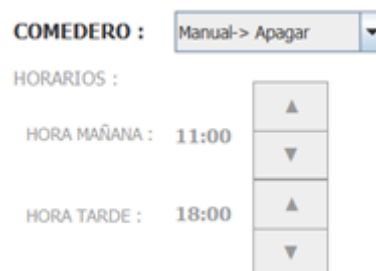 COMEDERO : Manual-> Apagar
HORARIOS :
HORA MAÑANA : 11:00
HORA TARDE : 18:00